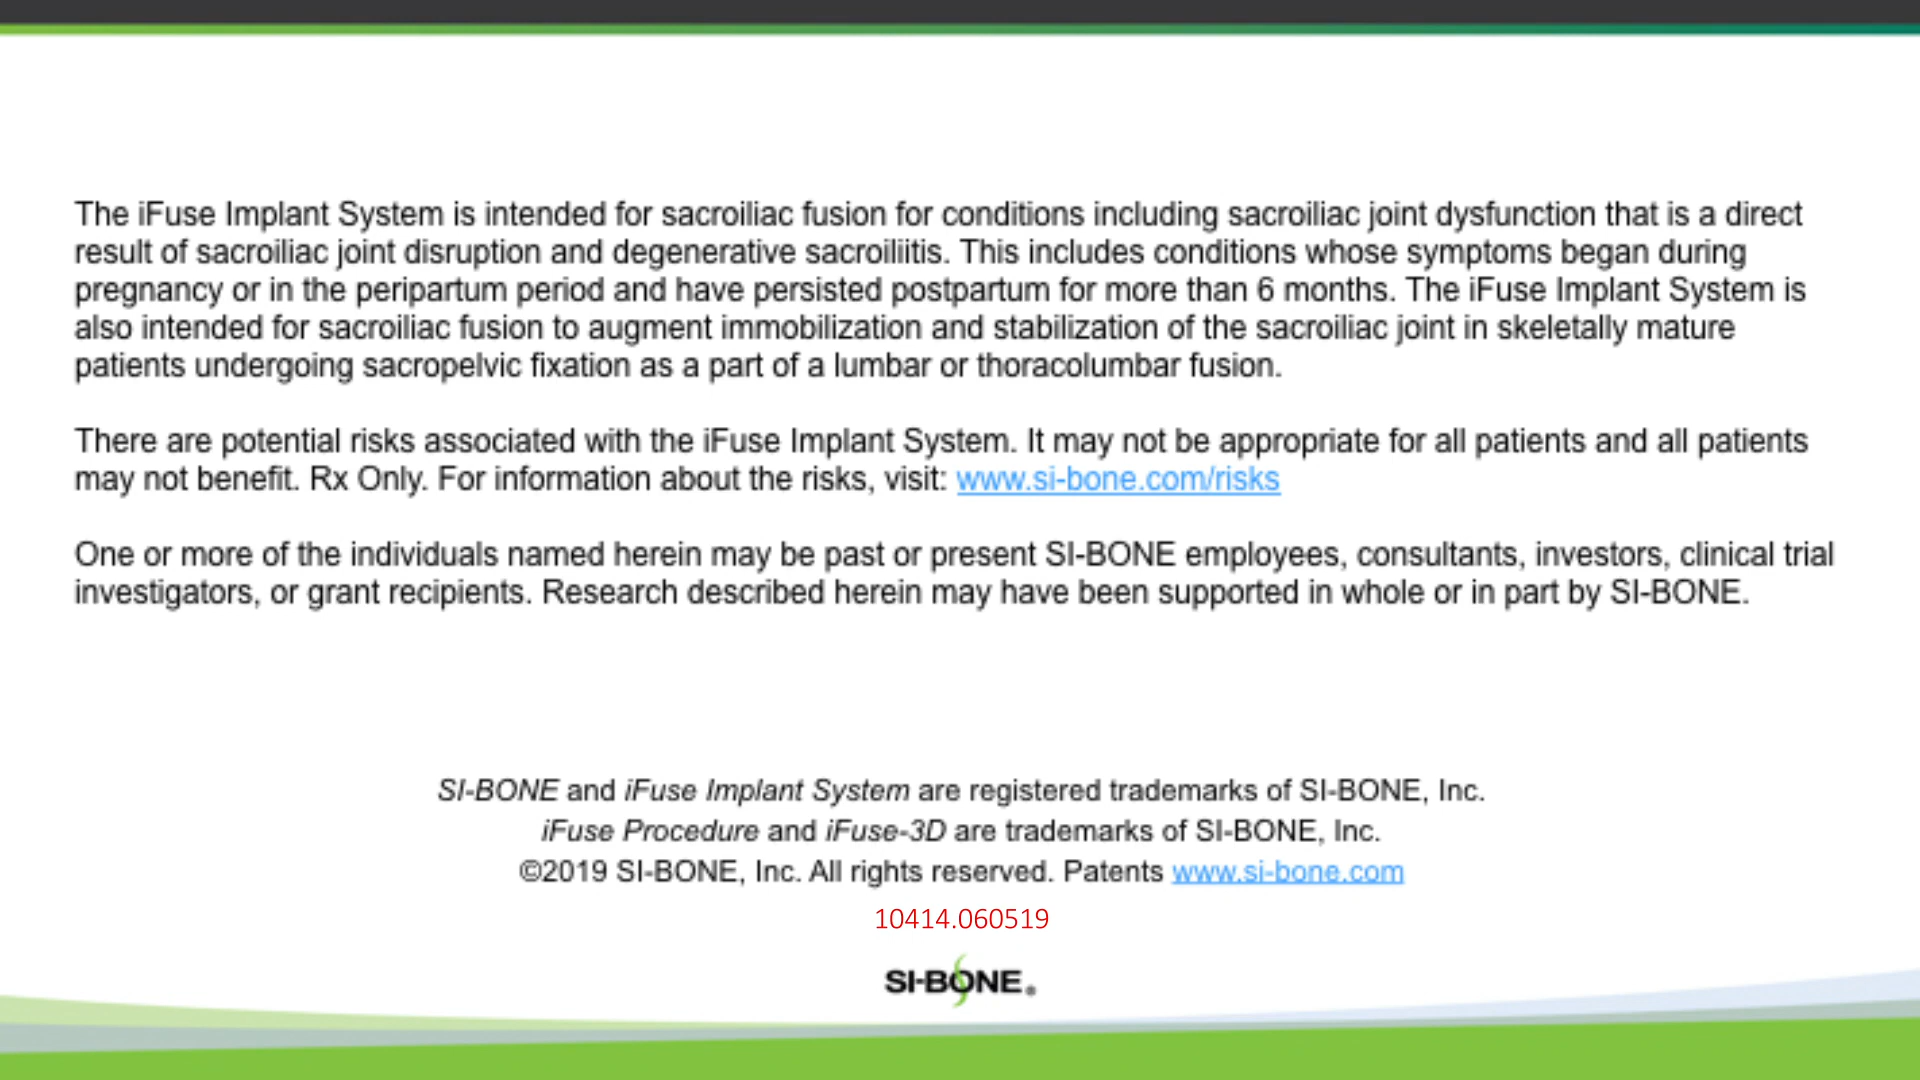 The iFuse Implant System is intended for sacroiliac fusion for conditions including sacroiliac joint dysfunction that is a direct
result of sacroiliac joint disruption and degenerative sacroiliitis. This includes conditions whose symptoms began during
pregnancy or in the peripartum period and have persisted postpartum for more than 6 months. The iFuse Implant System is
also intended for sacroiliac fusion to augment immobilization and stabilization of the sacroiliac joint in skeletally mature
patients undergoing sacropelvic fixation as a part of a lumbar or thoracolumbar fusion.
There are potential risks associated with the iFuse Implant System. It may not be appropriate for all patients and all patients
may not benefit. Rx Only. For information about the risks, visit: www.si-bone.com/risks
One or more of the individuals named herein may be past or present SI-BONE employees, consultants, investors, clinical trial
investigators, or grant recipients. Research described herein may have been supported in whole or in part by SI-BONE.
SI-BONE and iFuse Implant System are registered trademarks of SI-BONE, Inc.
iFuse Procedure and iFuse-3D are trademarks of SI-BONE, Inc.
©2019 SI-BONE, Inc. All rights reserved. Patents www.si-bone.com
10414.060519
SI-BONE®